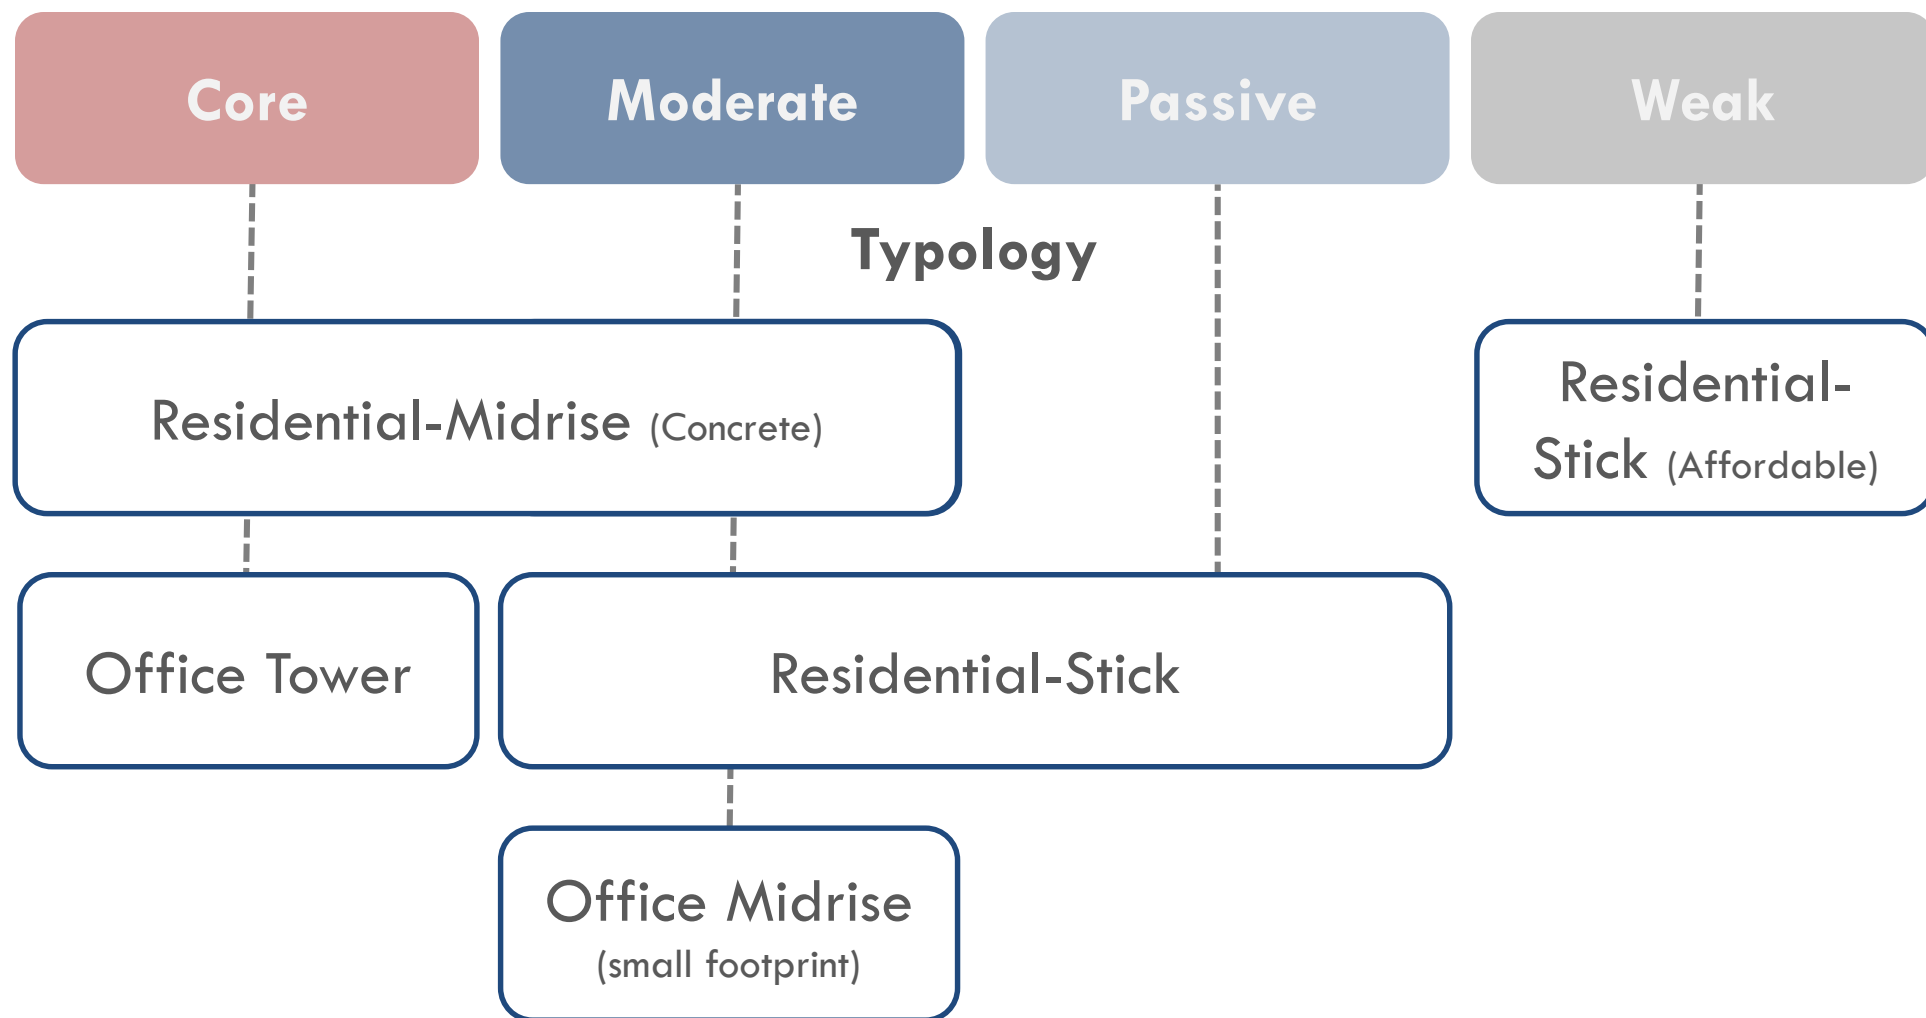 Core
Moderate
Passive
Weak
Typology
Residential-Midrise (Concrete)
Residential-
Stick (Affordable)
Office Tower
Residential-Stick
Office Midrise
(small footprint)